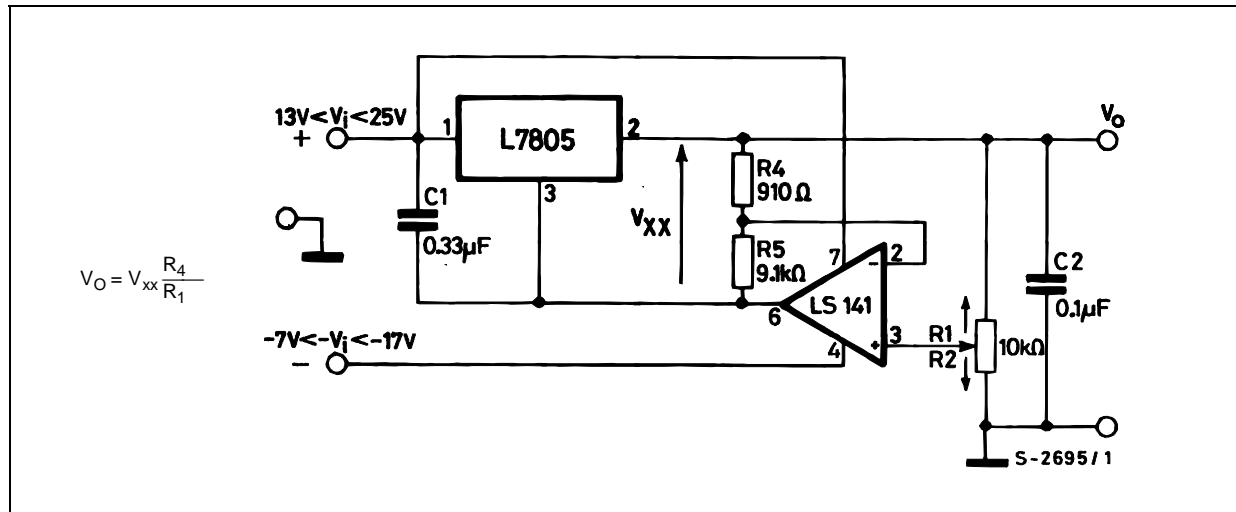 13V<Vi<25V
+
1
L7805
2
3
C1
0.33µF
VXX
R4
910Ω
R5
9.1kΩ
VO
VO = Vxx R4
R1
7
2
-
LS 141
6
3
+
4
R1
R2
10kΩ
C2
0.1µF
-7V<-Vi<-17V
-
S-2695/1